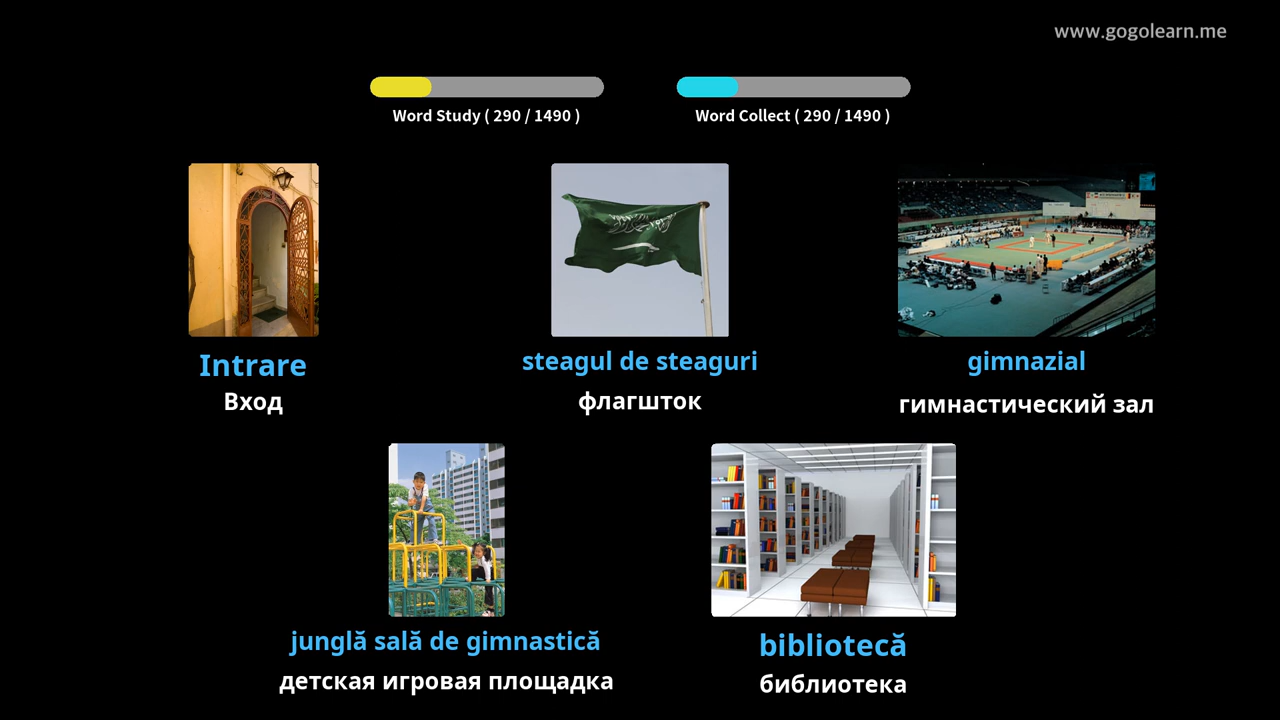 www.gogolearn.me
Word Study ( 290 / 1490 )
Word Collect ( 290 / 1490 )
Intrare
Вход
steagul de steaguri
флагшток
gimnazial
гимнастический зал
junglă sală de gimnastică
детская игровая площадка
bibliotecă
библиотека